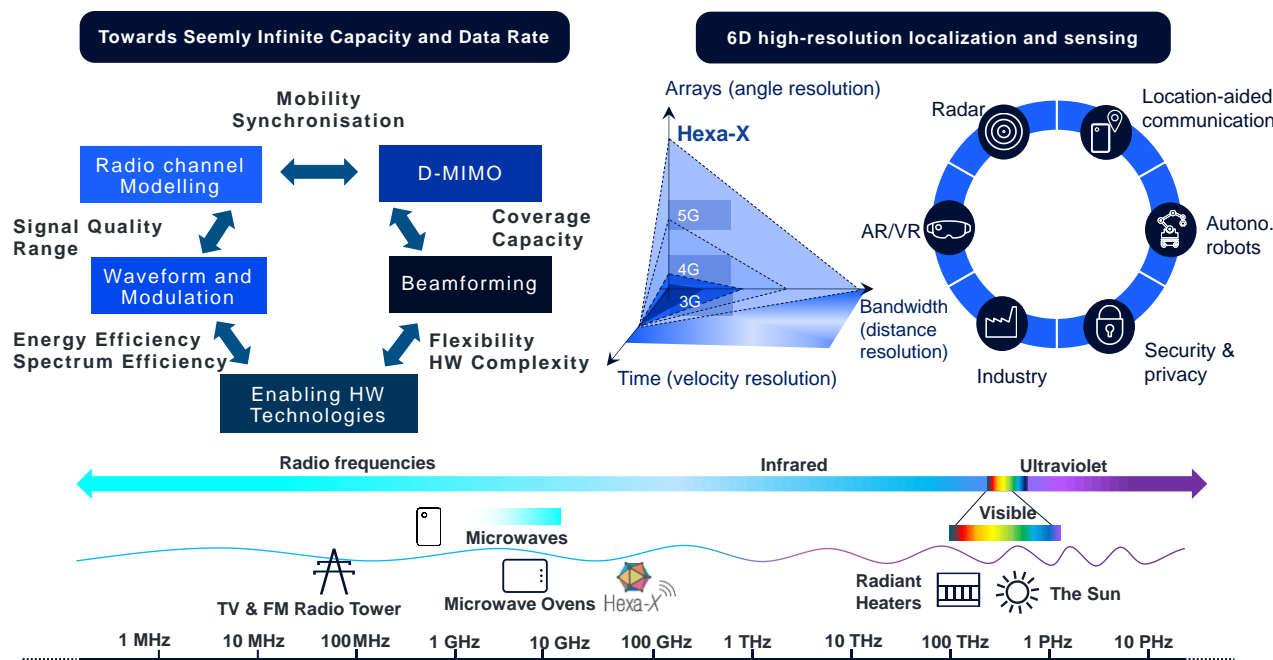 Towards Seemly Infinite Capacity and Data Rate
Mobility
Synchronisation
Radio channel
Modelling
D-MIMO
Signal Quality
Range
Coverage
Capacity
Waveform and
Modulation
Beamforming
Energy Efficiency
Spectrum Efficiency
Flexibility
HW Complexity
Enabling HW
Technologies
6D high-resolution localization and sensing
Arrays (angle resolution)
Hexa-X
5G
4G
3G
Bandwidth
(distance
resolution)
Time (velocity resolution)
Radar
Location-aided
communication
AR/VR
Autono.
robots
Industry
Security &
privacy
Radio frequencies
Infrared
Ultraviolet
Visible
Microwaves
TV & FM Radio Tower
Microwave Ovens
Hexa-X
Radiant
Heaters
The Sun
1 MHz
10 MHz
100 MHz
1 GHz
10 GHz
100 GHz
1 THz
10 THz
100 THz
1 PHz
10 PHz